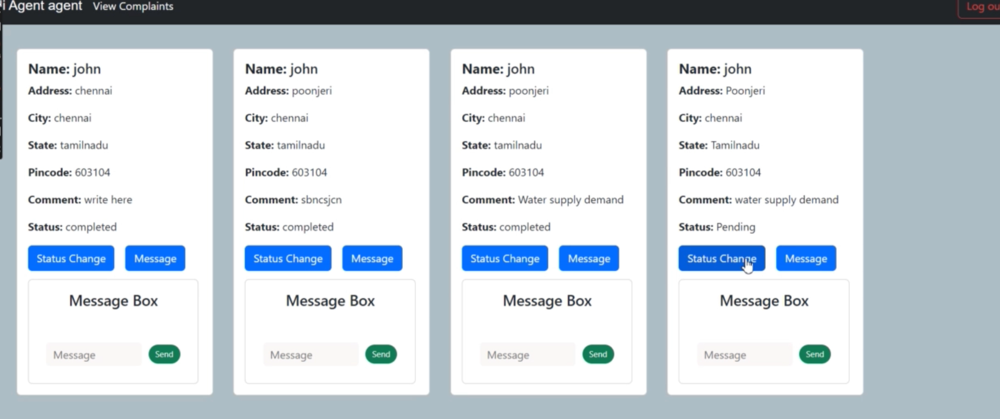 i Agent agent View Complaints Log ou
Name: john
Address: chennai
City: chennai
State: tamilnadu
Pincode: 603104
Comment: write here
Status: completed
Status Change Message
Message Box
Message Send
Name: john
Address: poonjeri
City: chennai
State: tamilnadu
Pincode: 603104
Comment: sbncsjcn
Status: completed
Status Change Message
Message Box
Message Send
Name: john
Address: poonjeri
City: chennai
State: tamilnadu
Pincode: 603104
Comment: Water supply demand
Status: completed
Status Change Message
Message Box
Message Send
Name: john
Address: Poonjeri
City: chennai
State: Tamilnadu
Pincode: 603104
Comment: water supply demand
Status: Pending
Status Change Message
Message Box
Message Send